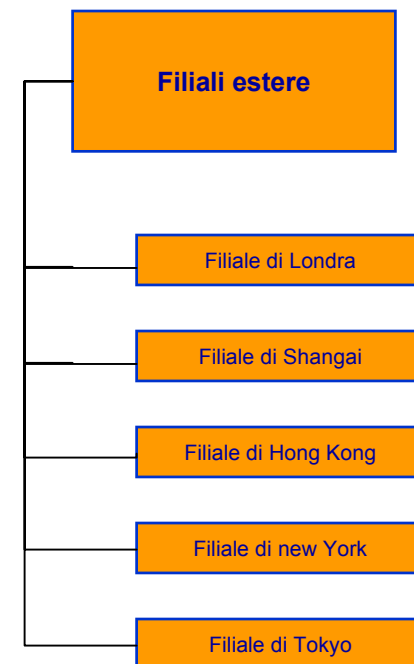 Filiali estere
Filiale di Londra
Filiale di Shangai
Filiale di Hong Kong
Filiale di new York
Filiale di Tokyo